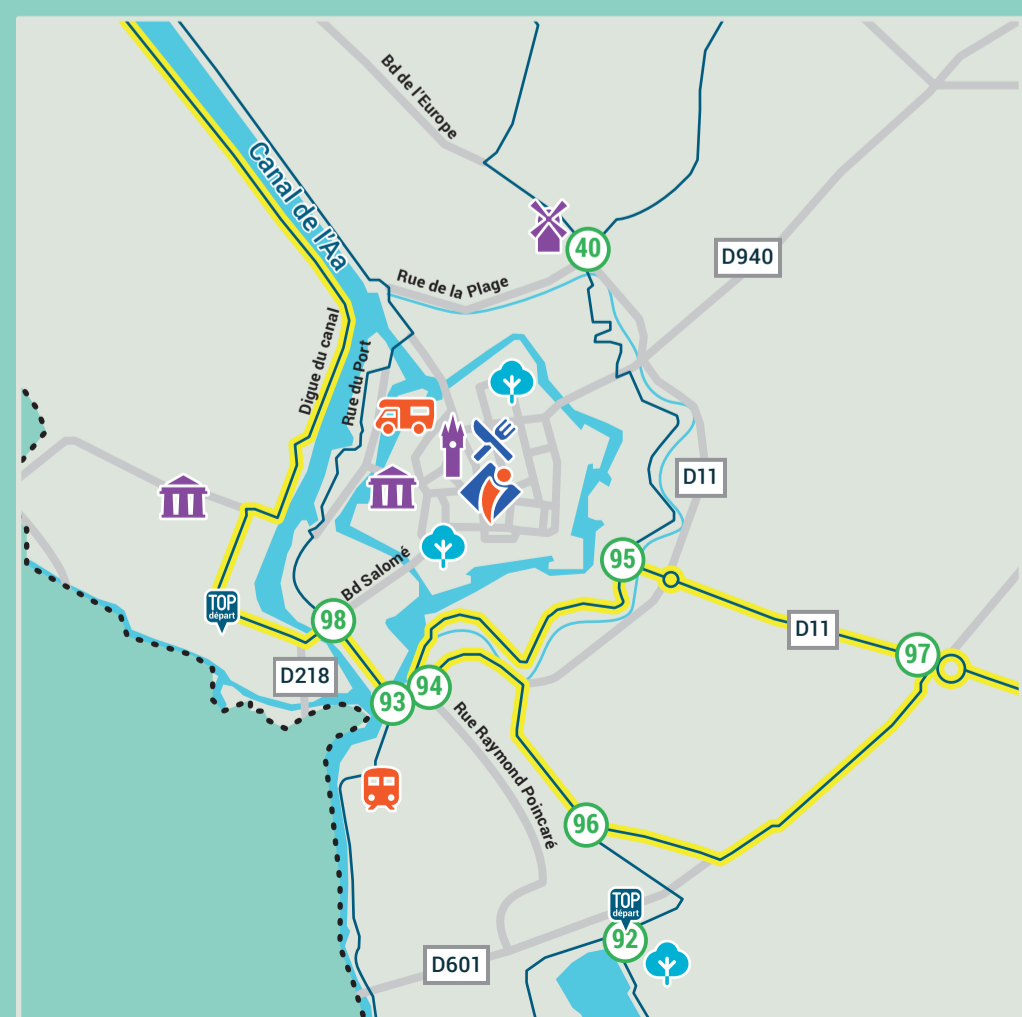 Bd de l'Europe
Canal de l'Aa
40
D940
Rue de la Plage
Digue du canal
Rue du Port
D11
Bd Salomé
95
TOP
départ
98
D11
97
D218
94
93
Rue Raymond Poincaré
96
TOP
départ
92
D601